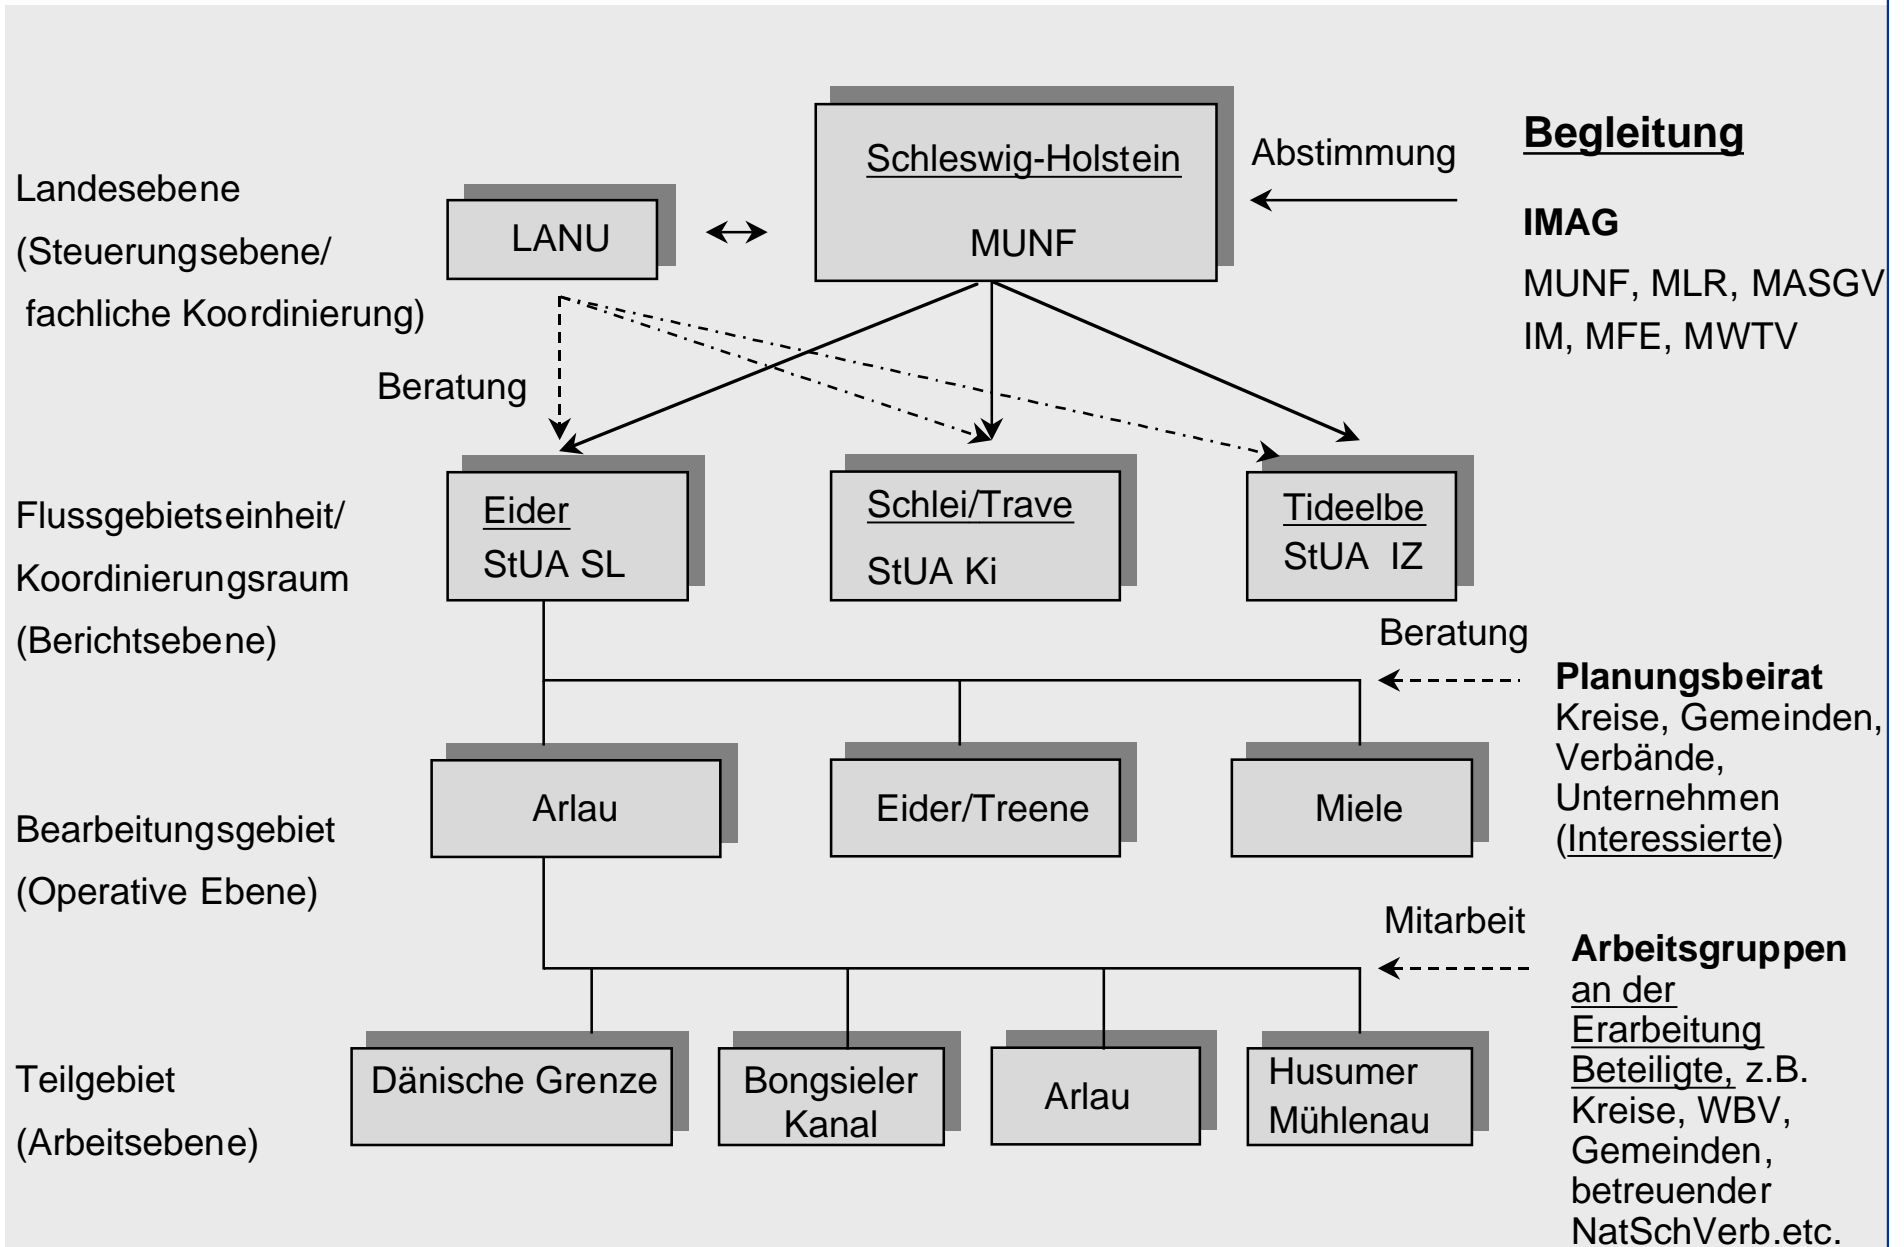 Landesebene
(Steuerungsebene/
fachliche Koordinierung)
LANU
Schleswig-Holstein
MUNF
Abstimmung
Begleitung
IMAG
MUNF, MLR, MASGV
IM, MFE, MWTV
Beratung
Flussgebietseinheit/
Koordinierungsraum
(Berichtsebene)
Eider
StUA SL
Schlei/Trave
StUA Ki
Tideelbe
StUA IZ
Beratung
Planungsbeirat
Kreise, Gemeinden,
Verbände,
Unternehmen
(Interessierte)
Bearbeitungsgebiet
(Operative Ebene)
Arlau
Eider/Treene
Miele
Mitarbeit
Arbeitsgruppen
an der
Erarbeitung
Beteiligte, z.B.
Kreise, WBV,
Gemeinden,
betreuender
NatSchVerb.etc.
Teilgebiet
(Arbeitsebene)
Dänische Grenze
Bongsieler
Kanal
Arlau
Husumer
Mühlenau